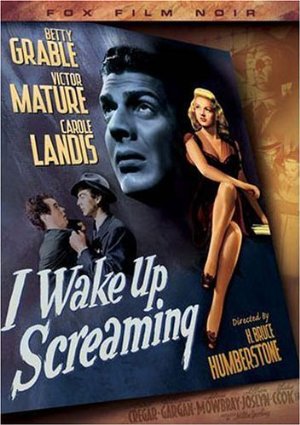 FOX FILM NOIR
BETTY
GRABLE
VICTOR
MATURE
CAROLE
LANDIS
I WAKE UP
SCREAMING
Directed By
H. BRUCE
HUMBERSTONE
CREGAR · GARGAN · MOWBRAY · JOSLYN · COOK